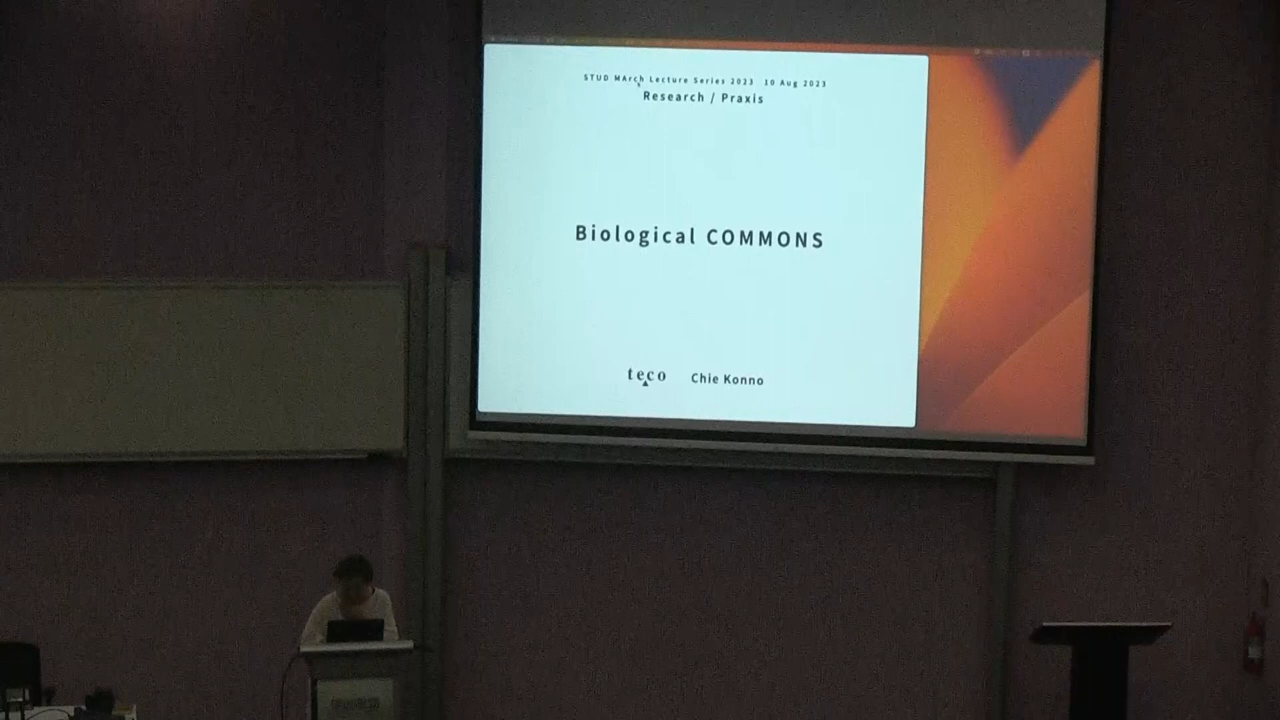 STUD MArch Lecture Series 2023 10 Aug 2023
Research / Praxis
Biological COMMONS
teco Chie Konno